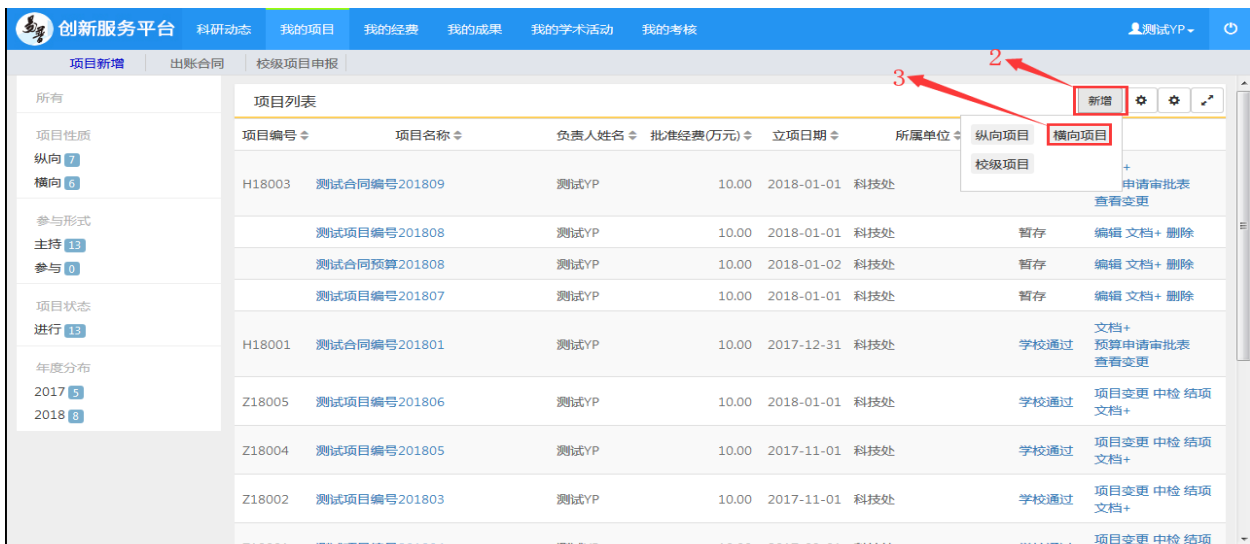 易普 创新服务平台 科研动态 我的项目 我的经费 我的成果 我的学术活动 我的考核 测试YP
项目新增 出账合同 校级项目申报
2
3
所有
项目性质
纵向 7
横向 6
参与形式
主持 13
参与 0
项目状态
进行 13
年度分布
2017 5
2018 8
项目列表 新增
纵向项目 横向项目
校级项目
项目编号 项目名称 负责人姓名 批准经费(万元) 立项日期 所属单位
H18003 测试合同编号201809 测试YP 10.00 2018-01-01 科技处
+
申请审批表
查看变更
测试项目编号201808 测试YP 10.00 2018-01-01 科技处 暂存 编辑 文档+ 删除
测试合同预算201808 测试YP 10.00 2018-01-02 科技处 暂存 编辑 文档+ 删除
测试项目编号201807 测试YP 10.00 2018-01-01 科技处 暂存 编辑 文档+ 删除
文档+
H18001 测试合同编号201801 测试YP 10.00 2017-12-31 科技处 学校通过 预算申请审批表
查看变更
Z18005 测试项目编号201806 测试YP 10.00 2018-01-01 科技处 学校通过 项目变更 中检 结项
文档+
Z18004 测试项目编号201805 测试YP 10.00 2017-11-01 科技处 学校通过 项目变更 中检 结项
文档+
Z18002 测试项目编号201803 测试YP 10.00 2017-11-01 科技处 学校通过 项目变更 中检 结项
文档+
项目变更 中检 结项